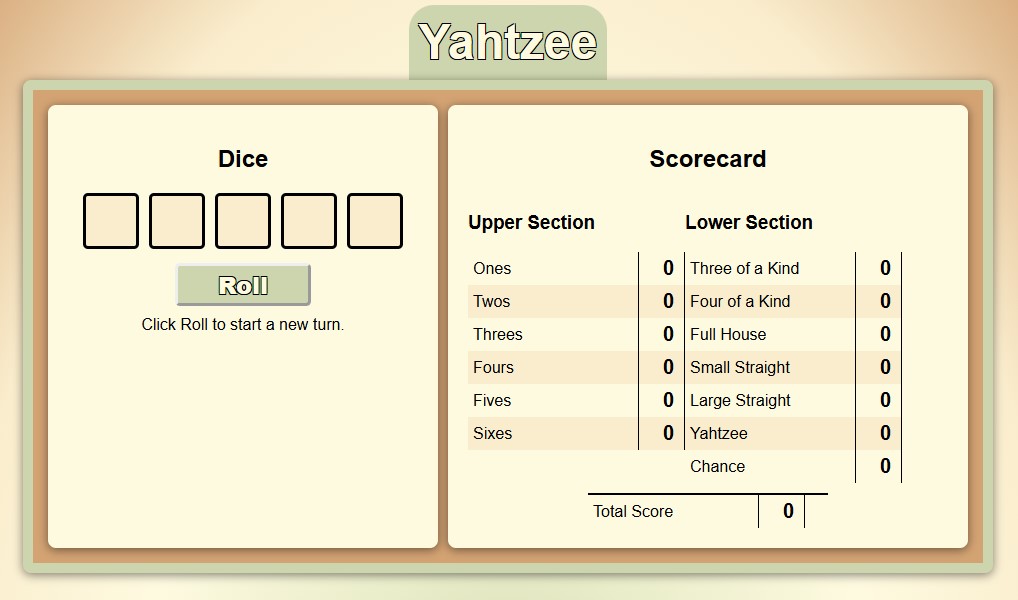 Yahtzee
Dice
Roll
Click Roll to start a new turn.
Scorecard
Upper Section Lower Section
Ones 0 Three of a Kind 0
Twos 0 Four of a Kind 0
Threes 0 Full House 0
Fours 0 Small Straight 0
Fives 0 Large Straight 0
Sixes 0 Yahtzee 0
Chance 0
Total Score 0